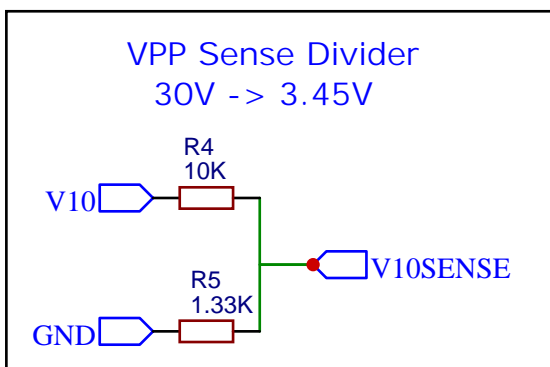 VPP Sense Divider
30V -> 3.45V
R4
10K
V10
V10SENSE
R5
1.33K
GND